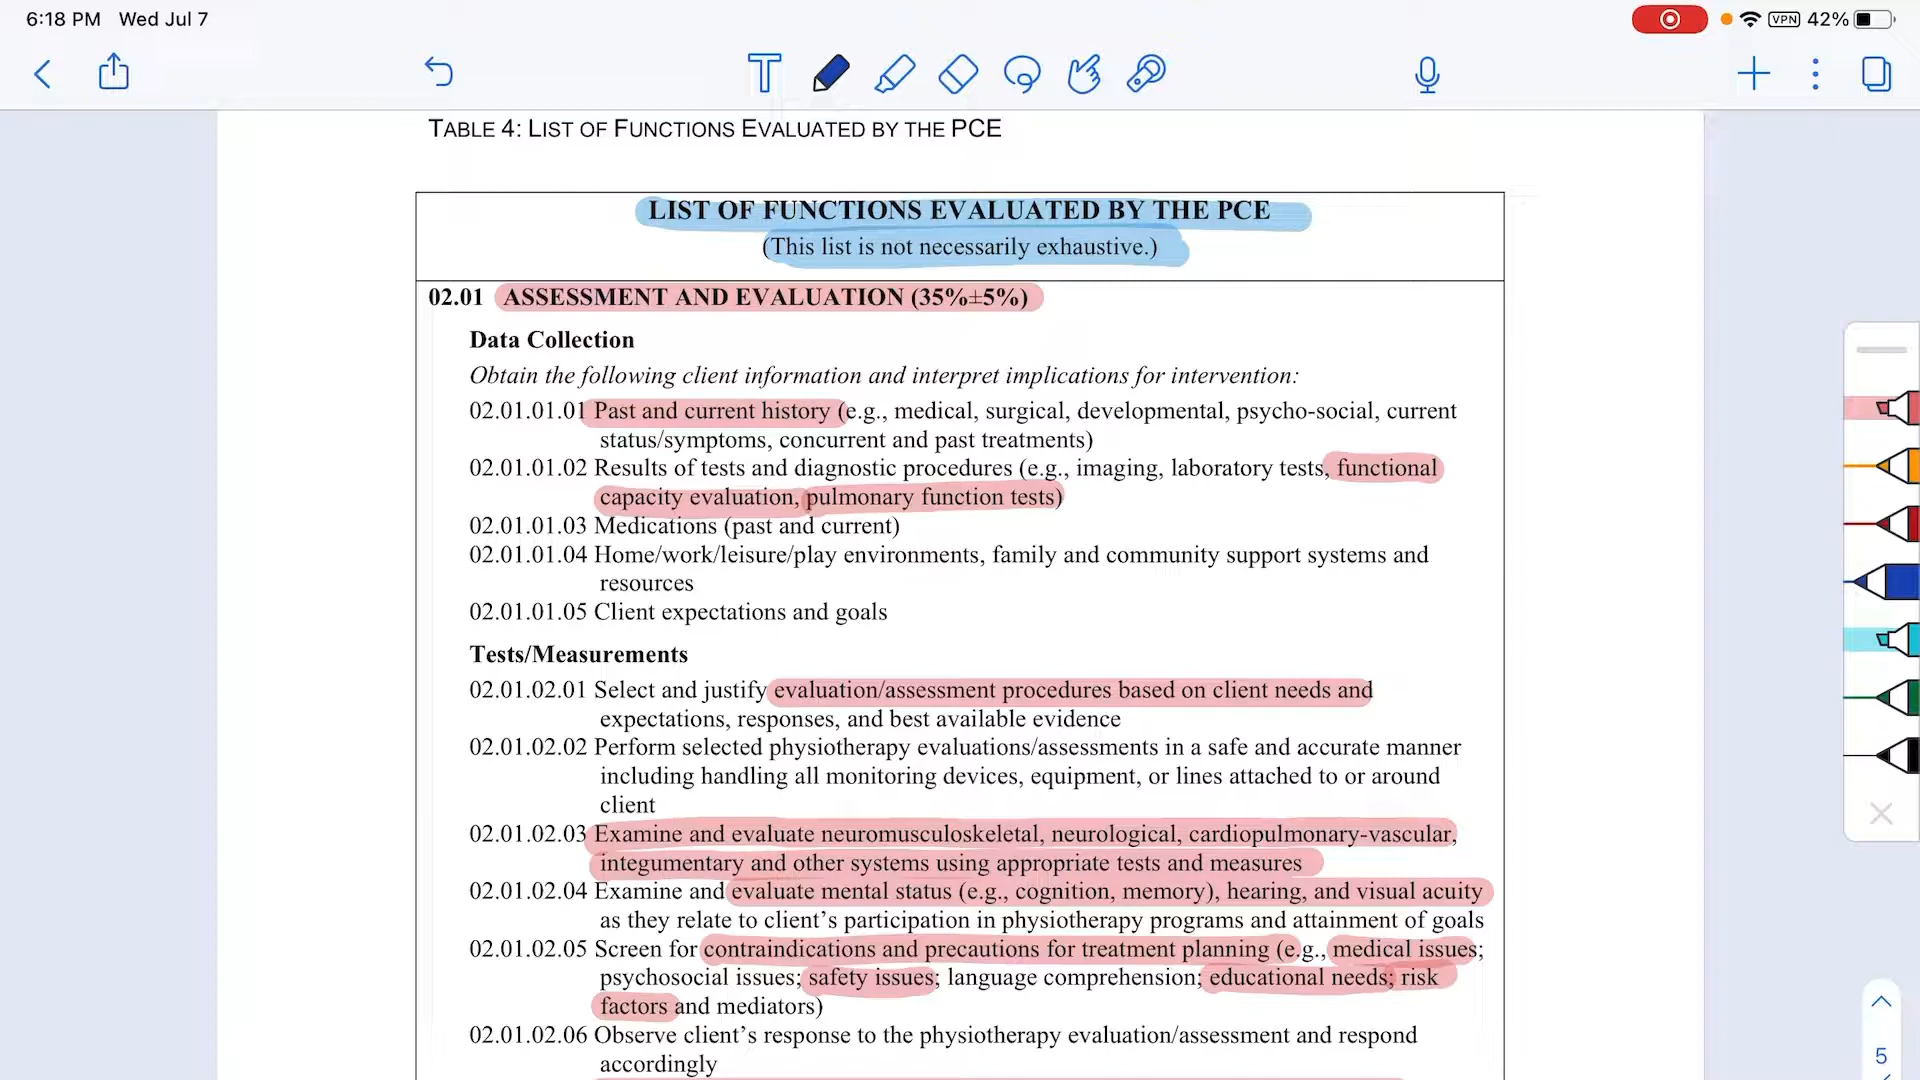 6:18 PM Wed Jul 7
VPN 42%
TABLE 4: LIST OF FUNCTIONS EVALUATED BY THE PCE
LIST OF FUNCTIONS EVALUATED BY THE PCE
(This list is not necessarily exhaustive.)
02.01 ASSESSMENT AND EVALUATION (35%±5%)
Data Collection
Obtain the following client information and interpret implications for intervention:
02.01.01.01 Past and current history (e.g., medical, surgical, developmental, psycho-social, current
status/symptoms, concurrent and past treatments)
02.01.01.02 Results of tests and diagnostic procedures (e.g., imaging, laboratory tests, functional
capacity evaluation, pulmonary function tests)
02.01.01.03 Medications (past and current)
02.01.01.04 Home/work/leisure/play environments, family and community support systems and
resources
02.01.01.05 Client expectations and goals
Tests/Measurements
02.01.02.01 Select and justify evaluation/assessment procedures based on client needs and
expectations, responses, and best available evidence
02.01.02.02 Perform selected physiotherapy evaluations/assessments in a safe and accurate manner
including handling all monitoring devices, equipment, or lines attached to or around
client
02.01.02.03 Examine and evaluate neuromusculoskeletal, neurological, cardiopulmonary-vascular,
integumentary and other systems using appropriate tests and measures
02.01.02.04 Examine and evaluate mental status (e.g., cognition, memory), hearing, and visual acuity
as they relate to client's participation in physiotherapy programs and attainment of goals
02.01.02.05 Screen for contraindications and precautions for treatment planning (e.g., medical issues;
psychosocial issues; safety issues; language comprehension; educational needs; risk
factors and mediators)
02.01.02.06 Observe client's response to the physiotherapy evaluation/assessment and respond
accordingly
5